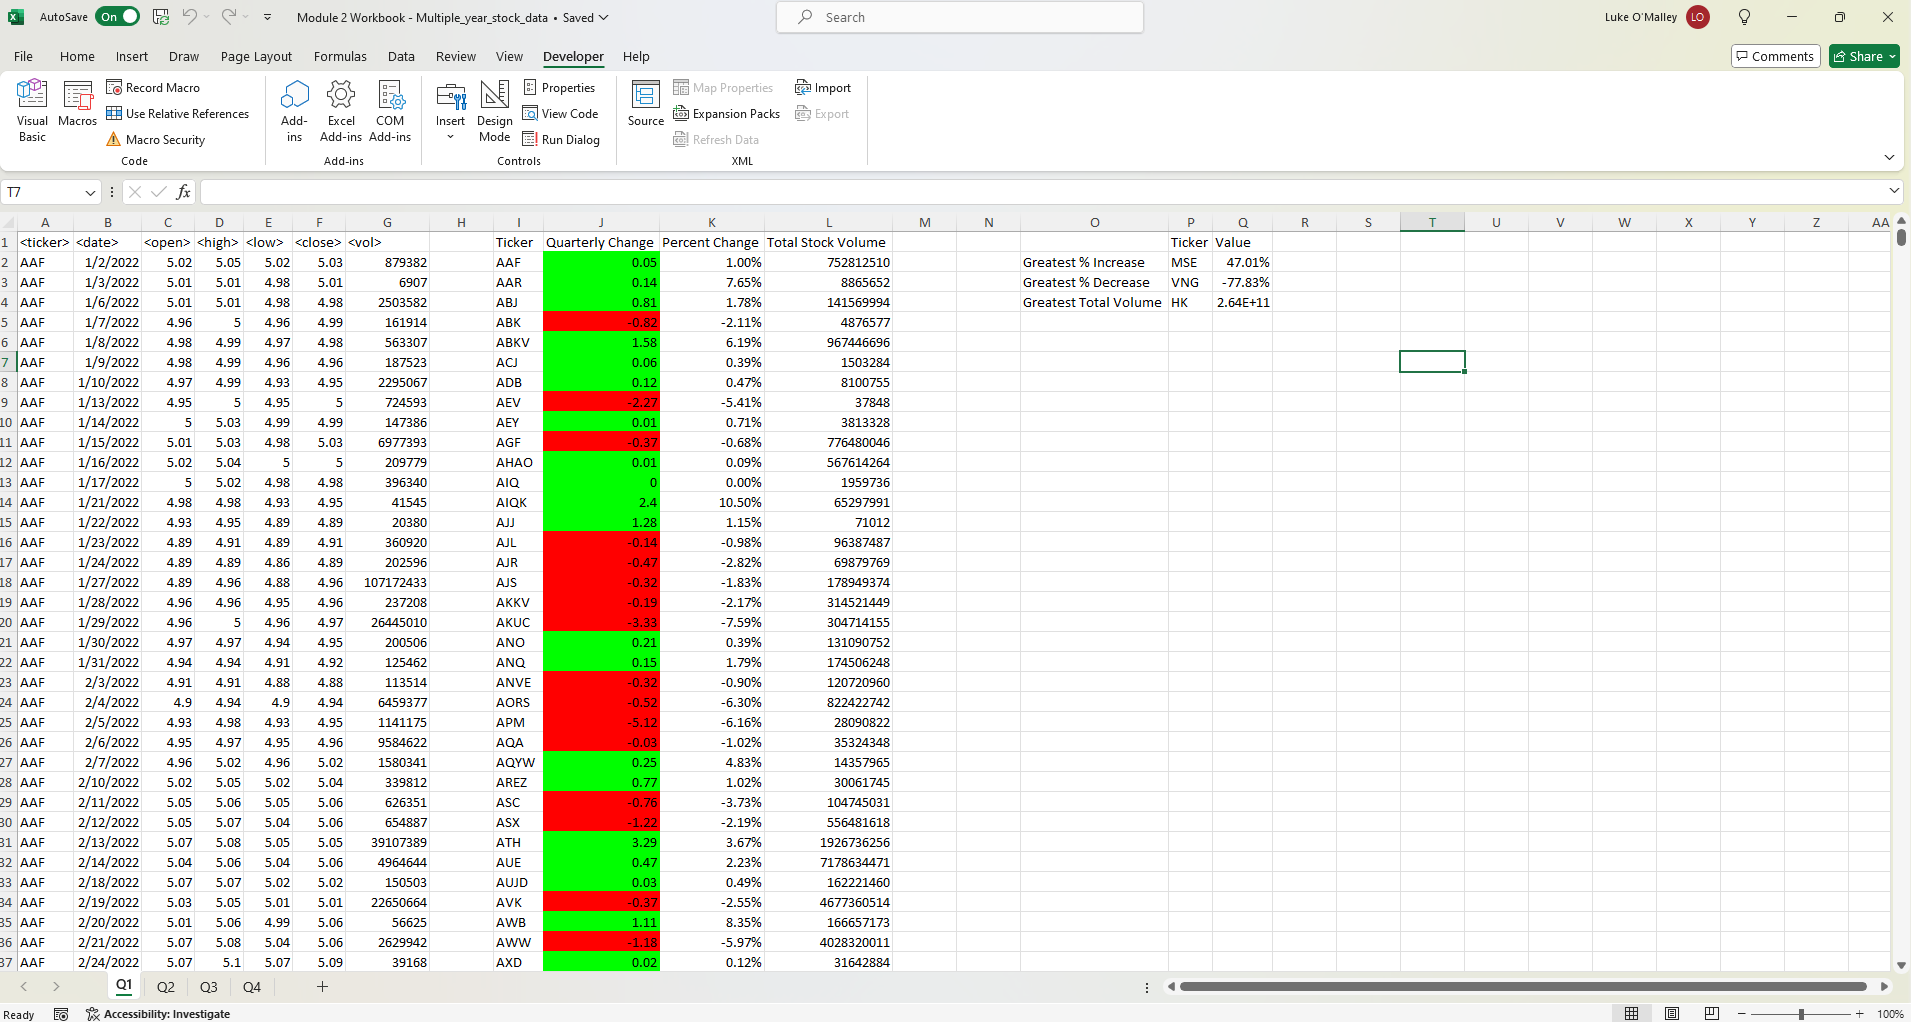 AutoSave On Module 2 Workbook - Multiple_year_stock_data • Saved Search Luke O'Malley LO
File Home Insert Draw Page Layout Formulas Data Review View Developer Help Comments Share
Visual Basic Macros Record Macro Use Relative References Macro Security Add-ins Excel Add-ins COM Add-ins Insert Design Mode Properties View Code Run Dialog Source Map Properties Expansion Packs Refresh Data Import Export
Code Add-ins Controls XML
T7 fx
A B C D E F G H I J K L M N O P Q R S T U V W X Y Z AA
1 <ticker> <date> <open> <high> <low> <close> <vol> Ticker Quarterly Change Percent Change Total Stock Volume Ticker Value
2 AAF 1/2/2022 5.02 5.05 5.02 5.03 879382 AAF 0.05 1.00% 752812510 Greatest % Increase MSE 47.01%
3 AAF 1/3/2022 5.01 5.01 4.98 5.01 6907 AAR 0.14 7.65% 8865652 Greatest % Decrease VNG -77.83%
4 AAF 1/6/2022 5.01 5.01 4.98 4.98 2503582 ABJ 0.81 1.78% 141569994 Greatest Total Volume HK 2.64E+11
5 AAF 1/7/2022 4.96 5 4.96 4.99 161914 ABK -0.82 -2.11% 4876577
6 AAF 1/8/2022 4.98 4.99 4.97 4.98 563307 ABKV 1.58 6.19% 967446696
7 AAF 1/9/2022 4.98 4.99 4.96 4.96 187523 ACJ 0.06 0.39% 1503284
8 AAF 1/10/2022 4.97 4.99 4.93 4.95 2295067 ADB 0.12 0.47% 8100755
9 AAF 1/13/2022 4.95 5 4.95 5 724593 AEV -2.27 -5.41% 37848
10 AAF 1/14/2022 5 5.03 4.99 4.99 147386 AEY 0.01 0.71% 3813328
11 AAF 1/15/2022 5.01 5.03 4.98 5.03 6977393 AGF -0.37 -0.68% 776480046
12 AAF 1/16/2022 5.02 5.04 5 5 209779 AHAO 0.01 0.09% 567614264
13 AAF 1/17/2022 5 5.02 4.98 4.98 396340 AIQ 0 0.00% 1959736
14 AAF 1/21/2022 4.98 4.98 4.93 4.95 41545 AIQK 2.4 10.50% 65297991
15 AAF 1/22/2022 4.93 4.95 4.89 4.89 20380 AJJ 1.28 1.15% 71012
16 AAF 1/23/2022 4.89 4.91 4.89 4.91 360920 AJL -0.14 -0.98% 96387487
17 AAF 1/24/2022 4.89 4.89 4.86 4.89 202596 AJR -0.47 -2.82% 69879769
18 AAF 1/27/2022 4.89 4.96 4.88 4.96 107172433 AJS -0.32 -1.83% 178949374
19 AAF 1/28/2022 4.96 4.96 4.95 4.96 237208 AKKV -0.19 -2.17% 314521449
20 AAF 1/29/2022 4.96 5 4.96 4.97 26445010 AKUC -3.33 -7.59% 304714155
21 AAF 1/30/2022 4.97 4.97 4.94 4.95 200506 ANO 0.21 0.39% 131090752
22 AAF 1/31/2022 4.94 4.94 4.91 4.92 125462 ANQ 0.15 1.79% 174506248
23 AAF 2/3/2022 4.91 4.91 4.88 4.88 113514 ANVE -0.32 -0.90% 120720960
24 AAF 2/4/2022 4.9 4.94 4.9 4.94 6459377 AORS -0.52 -6.30% 822422742
25 AAF 2/5/2022 4.93 4.98 4.93 4.95 1141175 APM -5.12 -6.16% 28090822
26 AAF 2/6/2022 4.95 4.97 4.95 4.96 9584622 AQA -0.03 -1.02% 35324348
27 AAF 2/7/2022 4.96 5.02 4.96 5.02 1580341 AQYW 0.25 4.83% 14357965
28 AAF 2/10/2022 5.02 5.05 5.02 5.04 339812 AREZ 0.77 1.02% 30061745
29 AAF 2/11/2022 5.05 5.06 5.05 5.06 626351 ASC -0.76 -3.73% 104745031
30 AAF 2/12/2022 5.05 5.07 5.04 5.06 654887 ASX -1.22 -2.19% 556481618
31 AAF 2/13/2022 5.07 5.08 5.05 5.05 39107389 ATH 3.29 3.67% 1926736256
32 AAF 2/14/2022 5.04 5.06 5.04 5.06 4964644 AUE 0.47 2.23% 7178634471
33 AAF 2/18/2022 5.07 5.07 5.02 5.02 150503 AUJD 0.03 0.49% 162221460
34 AAF 2/19/2022 5.03 5.05 5.01 5.01 22650664 AVK -0.37 -2.55% 4677360514
35 AAF 2/20/2022 5.01 5.06 4.99 5.06 56625 AWB 1.11 8.35% 166657173
36 AAF 2/21/2022 5.07 5.08 5.04 5.06 2629942 AWW -1.18 -5.97% 4028320011
37 AAF 2/24/2022 5.07 5.1 5.07 5.09 39168 AXD 0.02 0.12% 31642884
Q1 Q2 Q3 Q4
Ready Accessibility: Investigate 100%